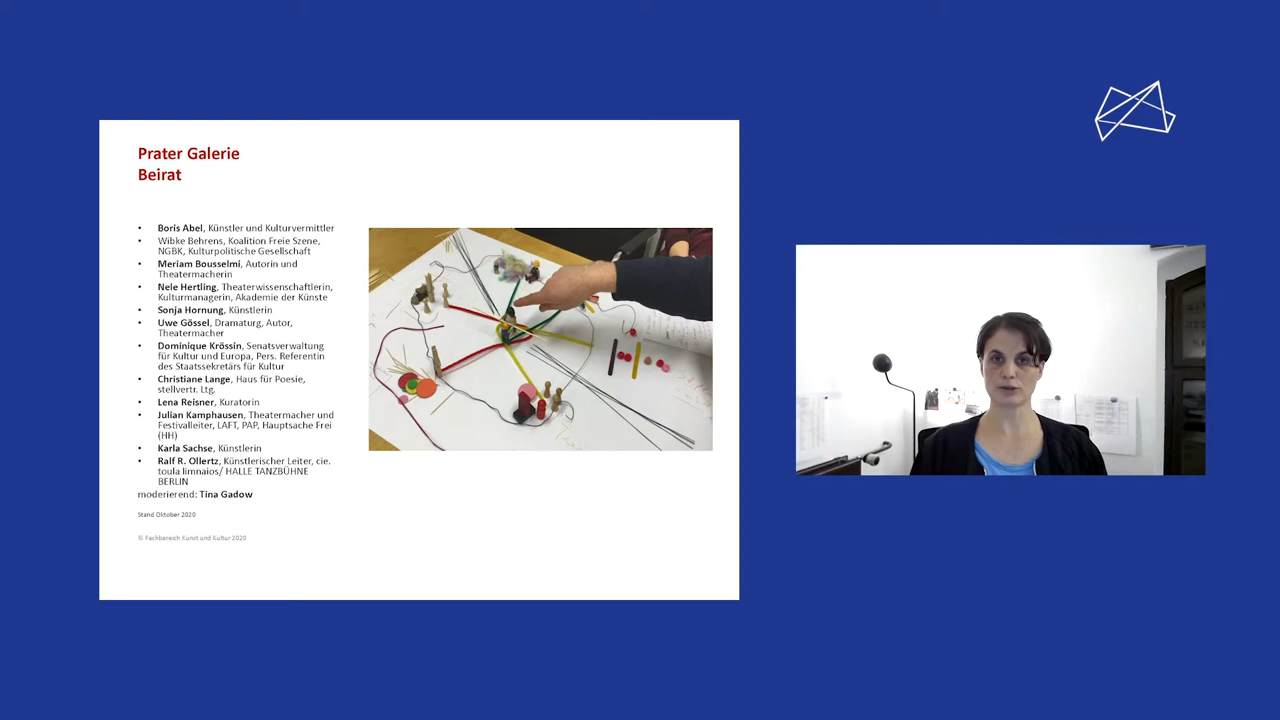 Prater Galerie
Beirat
• Boris Abel, Künstler und Kulturvermittler
• Wibke Behrens, Koalition Freie Szene,
NGBK, Kulturpolitische Gesellschaft
• Meriam Bousselmi, Autorin und
Theatermacherin
• Nele Hertling, Theaterwissenschaftlerin,
Kulturmanagerin, Akademie der Künste
• Sonja Hornung, Künstlerin
• Uwe Gössel, Dramaturg, Autor,
Theatermacher
• Dominique Krössin, Senatsverwaltung
für Kultur und Europa, Pers. Referentin
des Staatssekretärs für Kultur
• Christiane Lange, Haus für Poesie,
stellvertr. Ltg.
• Lena Reisner, Kuratorin
• Julian Kamphausen, Theatermacher und
Festivalleiter, LAFT, PAP, Hauptsache Frei
(HH)
• Karla Sachse, Künstlerin
• Ralf R. Ollertz, Künstlerischer Leiter, cie.
toula limnaios/ HALLE TANZBÜHNE
BERLIN
moderierend: Tina Gadow
Stand Oktober 2020
© Fachbereich Kunst und Kultur 2020